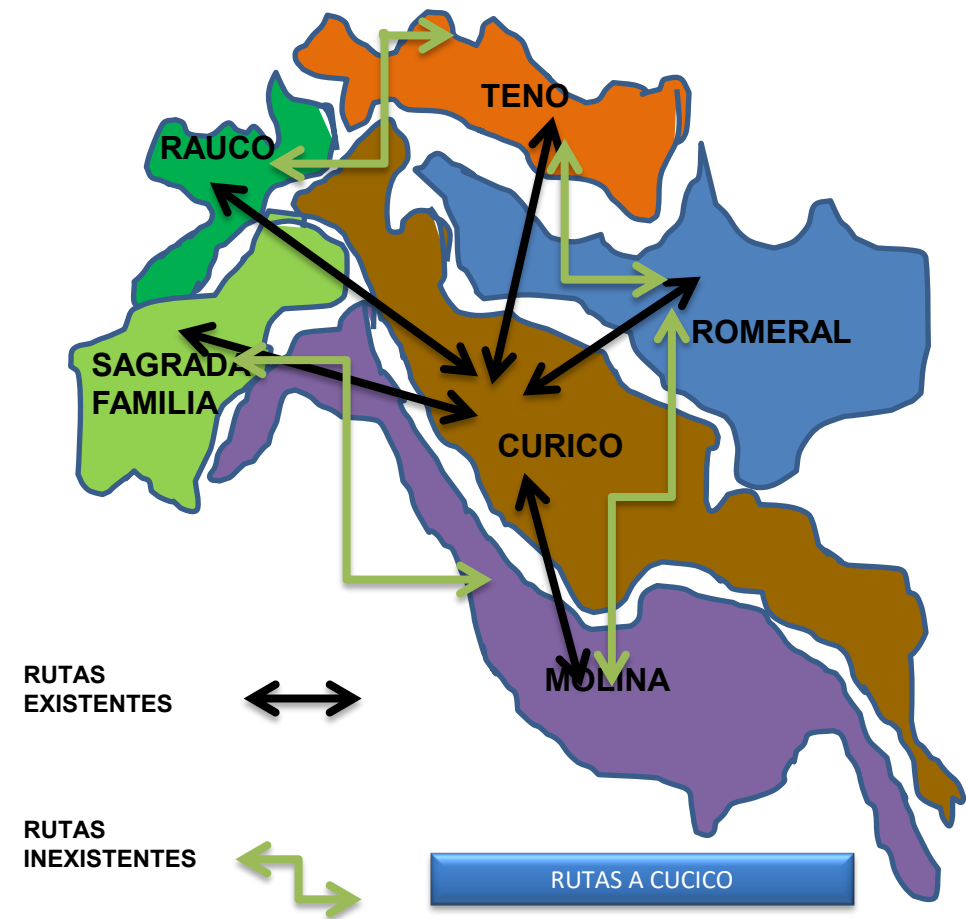 TENO
RAUCO
ROMERAL
SAGRADA
FAMILIA
CURICO
MOLINA
RUTAS
EXISTENTES
RUTAS
INEXISTENTES
RUTAS A CUCICO